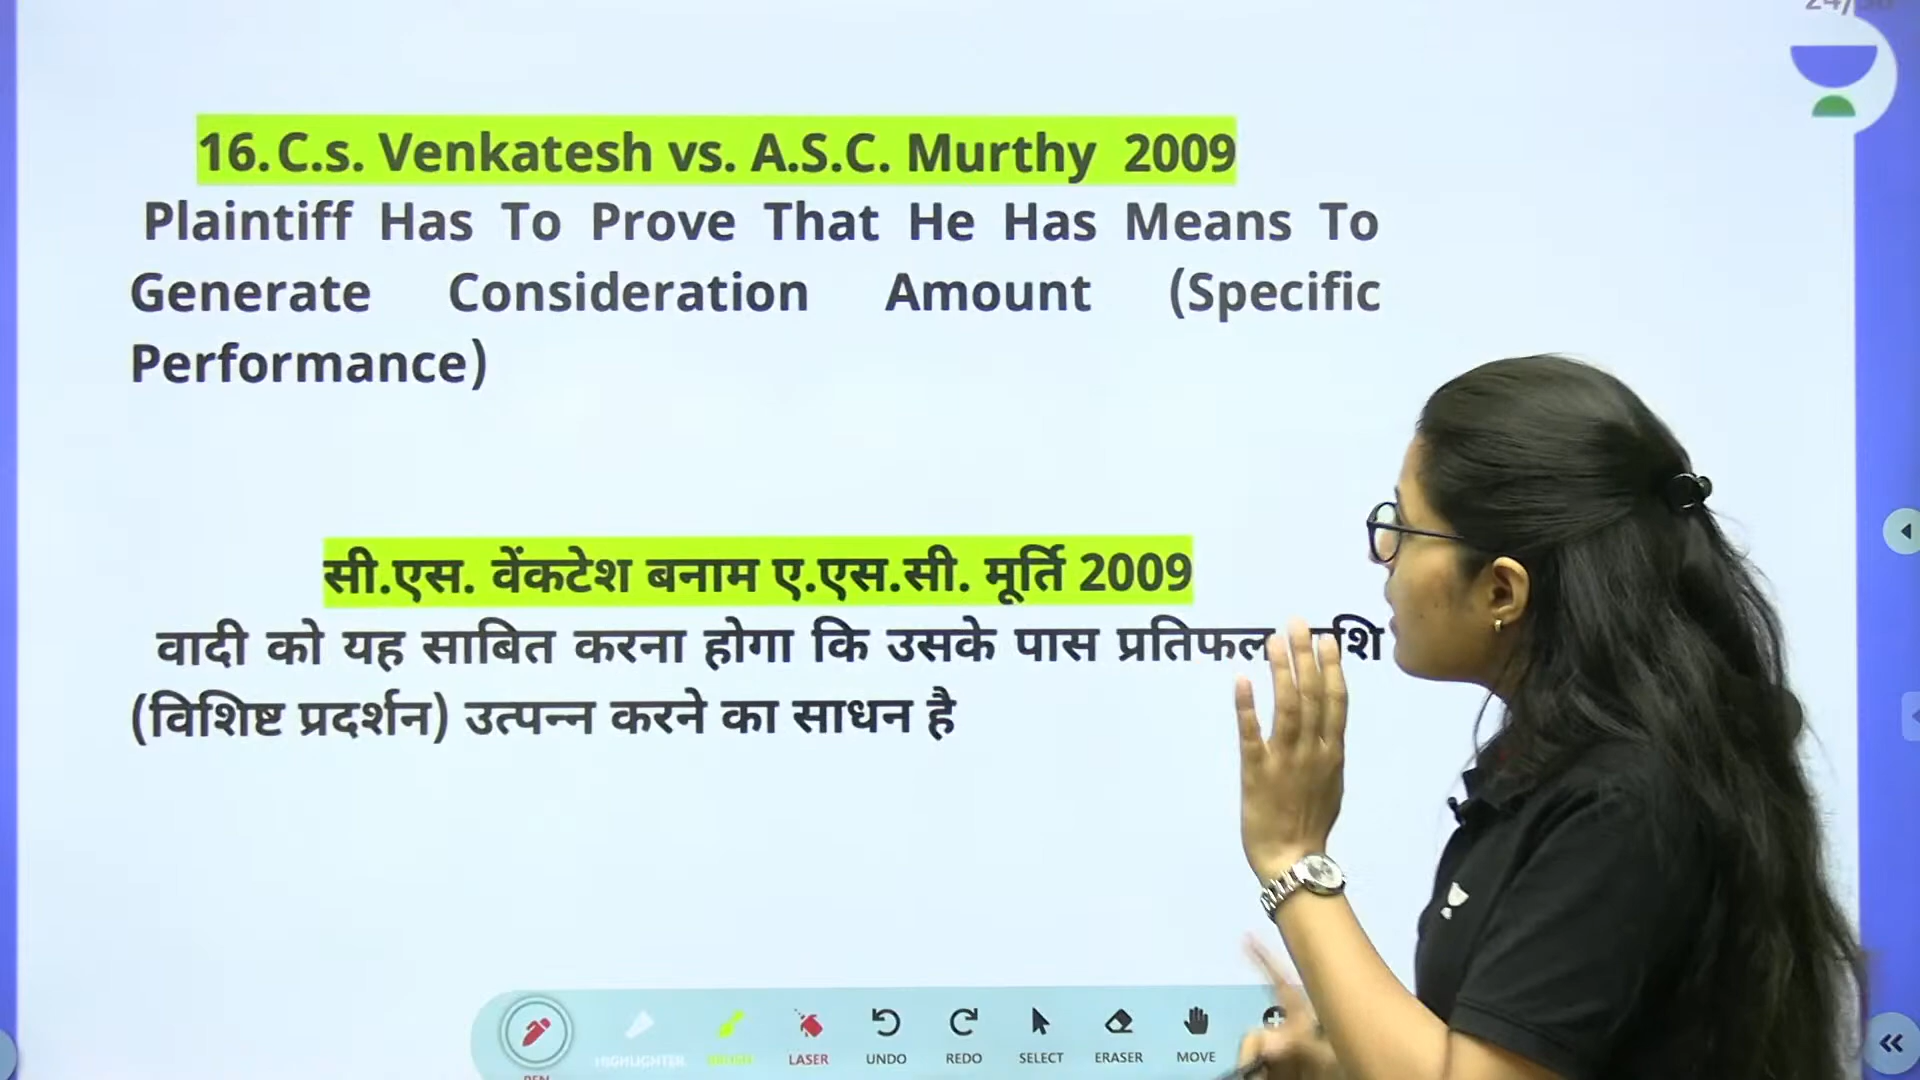 16. C.s. Venkatesh vs. A.S.C. Murthy 2009
Plaintiff Has To Prove That He Has Means To
Generate Consideration Amount (Specific
Performance)
सी.एस. वेंकटेश बनाम ए.एस.सी. मूर्ति 2009
वादी को यह साबित करना होगा कि उसके पास
(विशिष्ट प्रदर्शन) उत्पन्न करने का साधन है
HIGHLIGHTER LASER UNDO REDO SELECT ERASER MOVE